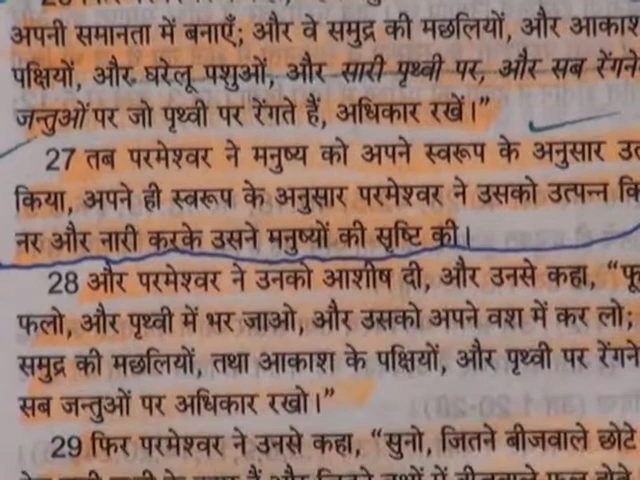 अपनी समानता में बनाएँ; और वे समुद्र की मछलियों, और आकाश
पक्षियों, और घरेलू पशुओं, और सारी पृथ्वी पर, और सब रेंगने
जन्तुओं पर जो पृथ्वी पर रेंगते हैं, अधिकार रखें।”
27 तब परमेश्वर ने मनुष्य को अपने स्वरूप के अनुसार उत
किया, अपने ही स्वरूप के अनुसार परमेश्वर ने उसको उत्पन्न कि
नर और नारी करके उसने मनुष्यों की सृष्टि की।
28 और परमेश्वर ने उनको आशीष दी, और उनसे कहा, “फू
फलो, और पृथ्वी में भर जाओ, और उसको अपने वश में कर लो;
समुद्र की मछलियों, तथा आकाश के पक्षियों, और पृथ्वी पर रेंगने
सब जन्तुओं पर अधिकार रखो।”
29 फिर परमेश्वर ने उनसे कहा, “सुनो, जितने बीजवाले छोटे